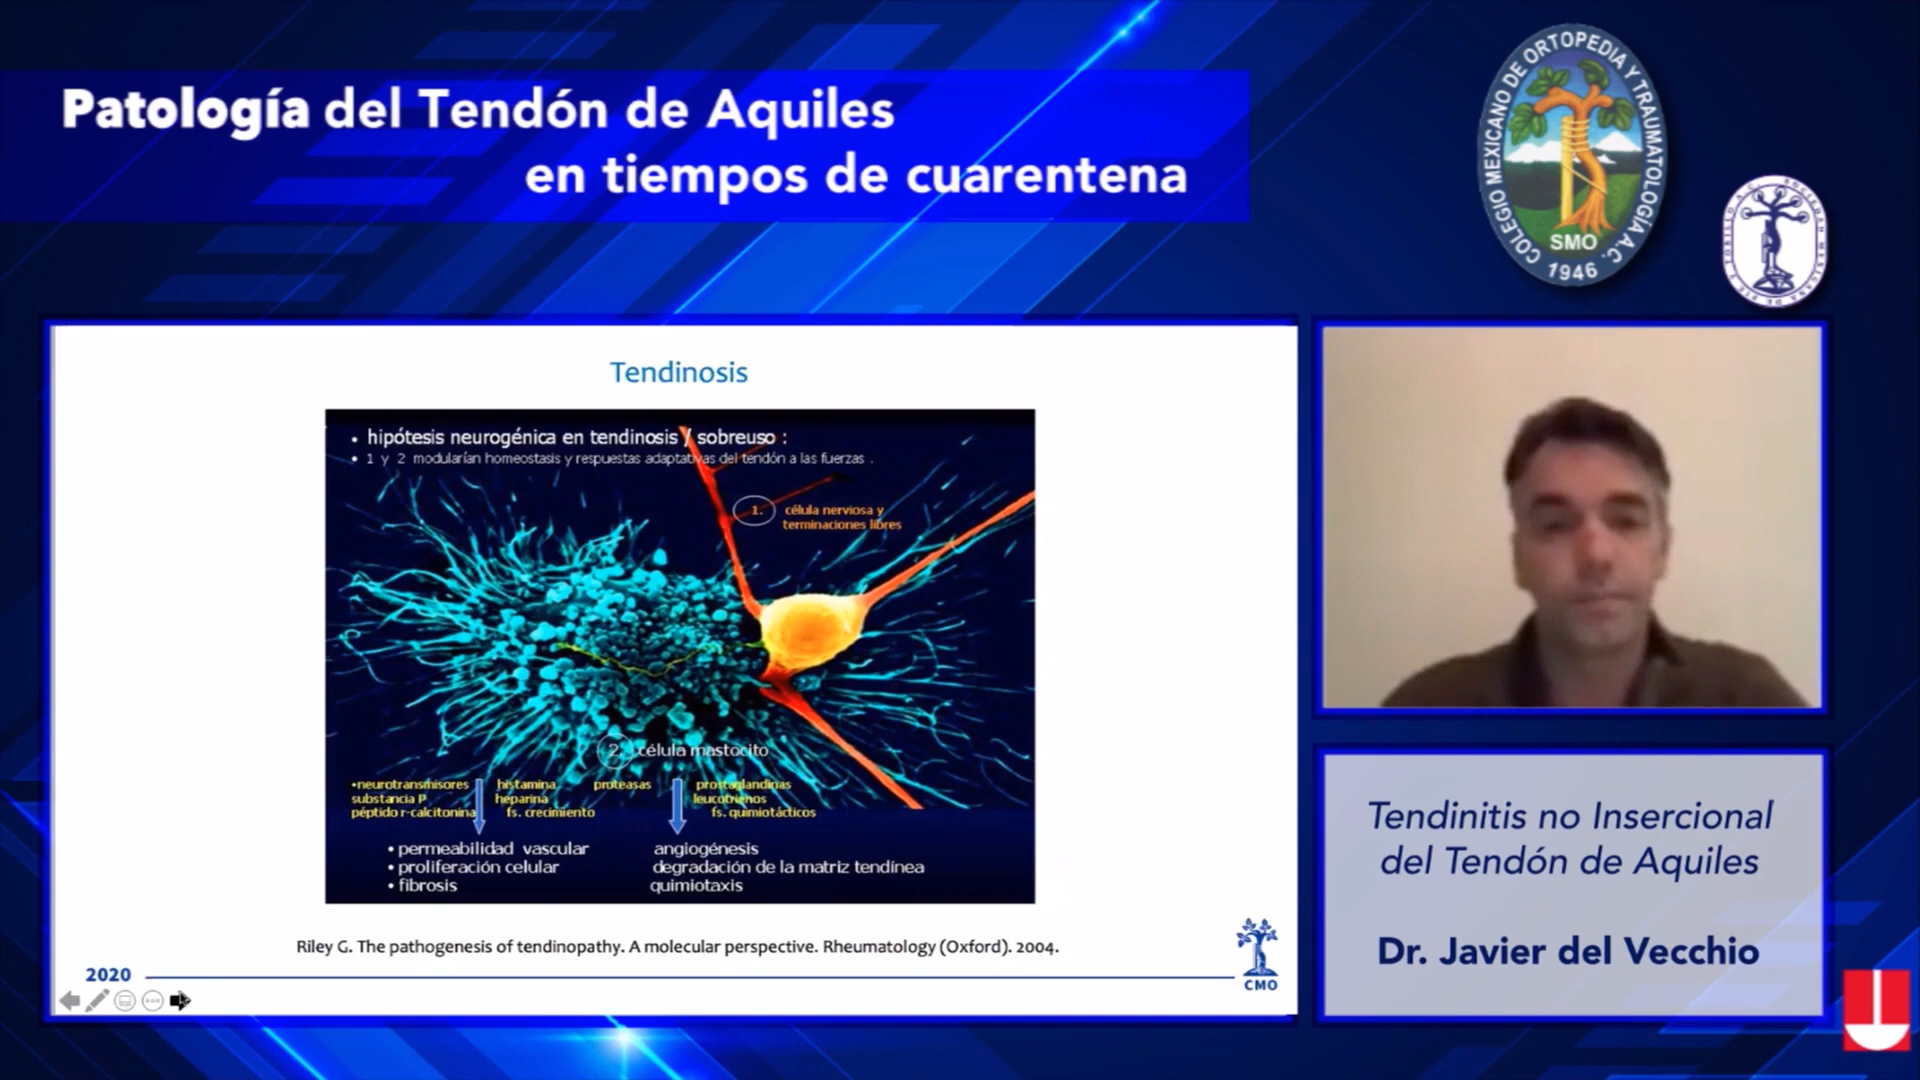 Patología del Tendón de Aquiles
en tiempos de cuarentena
COLEGIO MEXICANO DE ORTOPEDIA Y TRAUMATOLOGÍA A.C.
SMO
1946
Tendinosis
• hipótesis neurogénica en tendinosis / sobreuso :
• 1 y 2 modularían homeostasis y respuestas adaptativas del tendón a las fuerzas .
1. célula nerviosa y
terminaciones libres
2. célula mastocito
•neurotransmisores histamina proteasas prostaglandinas
substancia P heparina leucotrienos
péptido r-calcitonina fs. crecimiento fs. quimiotácticos
• permeabilidad vascular angiogénesis
• proliferación celular degradación de la matriz tendínea
• fibrosis quimiotaxis
Riley G. The pathogenesis of tendinopathy. A molecular perspective. Rheumatology (Oxford). 2004.
2020
CMO
Tendinitis no Insercional
del Tendón de Aquiles
Dr. Javier del Vecchio